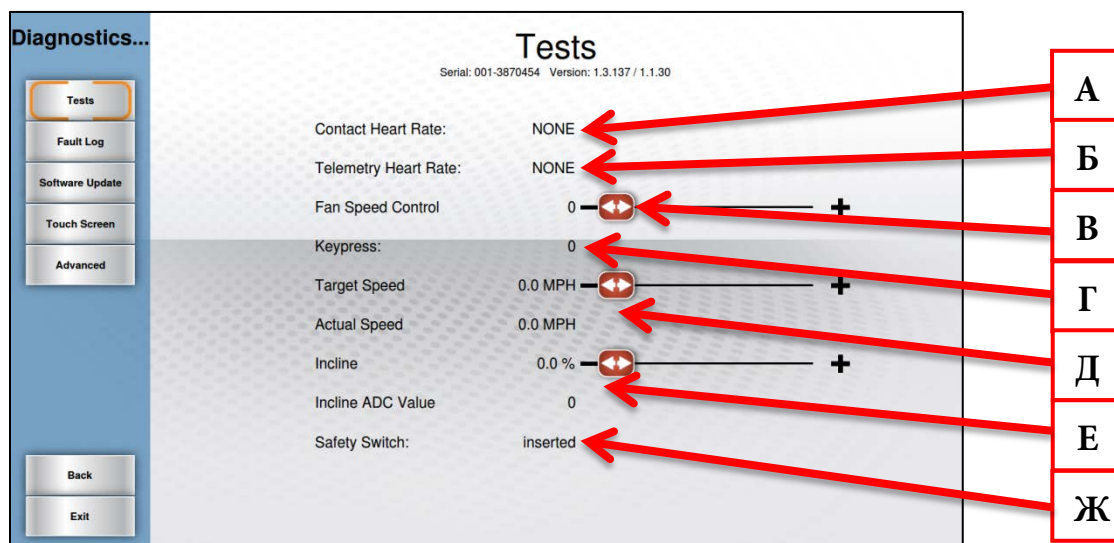 Diagnostics...
Tests
Fault Log
Software Update
Touch Screen
Advanced
Back
Exit
Tests
Serial: 001-3870454 Version: 1.3.137 / 1.1.30
Contact Heart Rate: NONE
Telemetry Heart Rate: NONE
Fan Speed Control 0
Keypress: 0
Target Speed 0.0 MPH
Actual Speed 0.0 MPH
Incline 0.0 %
Incline ADC Value 0
Safety Switch: inserted
А
Б
В
Г
Д
Е
Ж